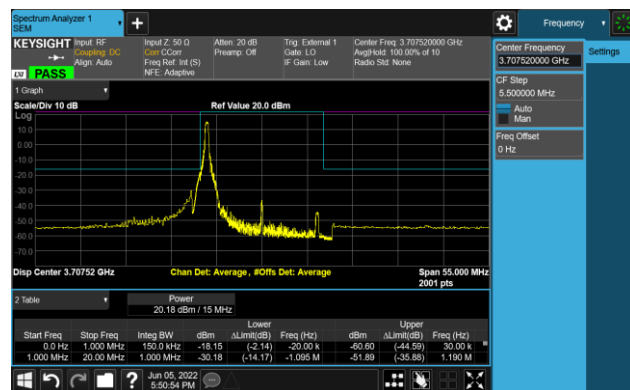 Spectrum Analyzer 1
SEM
Frequency
KEYSIGHT Input: RF Input Z: 50 Ω Atten: 20 dB Trig: External 1 Center Freq: 3.707520000 GHz
Coupling: DC Corr CCorr Preamp: Off Gate: LO Avg|Hold: 100.00% of 10
Align: Auto Freq Ref: Int (S) IF Gain: Low Radio Std: None
NFE: Adaptive
LXI PASS
Center Frequency
3.707520000 GHz
Settings
CF Step
5.500000 MHz
Auto
Man
Freq Offset
0 Hz
1 Graph
Scale/Div 10 dB Ref Value 20.0 dBm
Log
10.0
0.00
-10.0
-20.0
-30.0
-40.0
-50.0
-60.0
-70.0
Disp Center 3.70752 GHz Chan Det: Average , #Offs Det: Average Span 55.000 MHz
2001 pts
2 Table Power
20.18 dBm / 15 MHz
Lower Upper
Start Freq Stop Freq Integ BW dBm ΔLimit(dB) Freq (Hz) dBm ΔLimit(dB) Freq (Hz)
0.0 Hz 1.000 MHz 150.0 kHz -18.15 (-2.14) -20.00 k -60.60 (-44.59) 30.00 k
1.000 MHz 20.00 MHz 1.000 MHz -30.18 (-14.17) -1.095 M -51.89 (-35.88) 1.190 M
Jun 05, 2022
5:50:54 PM